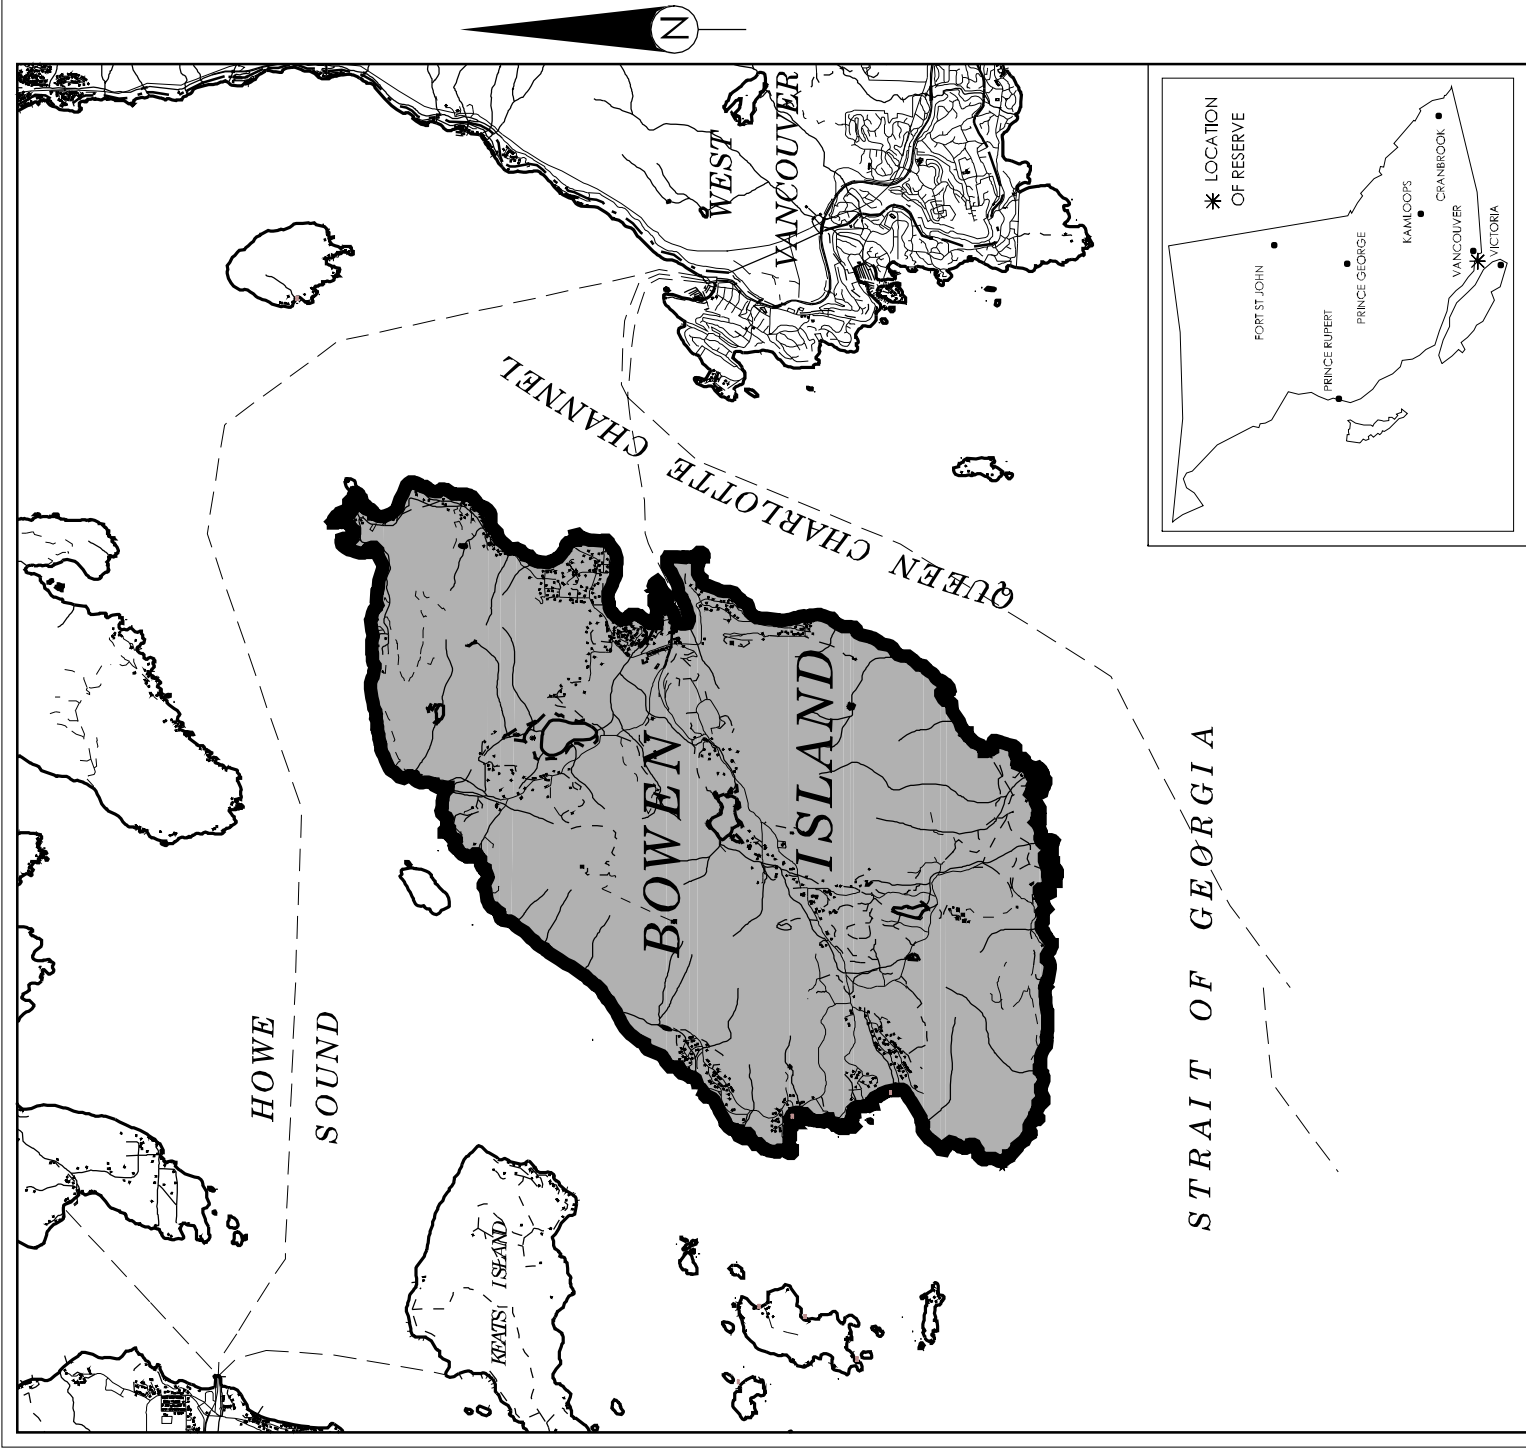 N
WEST
VANCOUVER
QUEEN CHARLOTTE CHANNEL
HOWE
SOUND
BOWEN
ISLAND
KEATS ISLAND
STRAIT OF GEORGIA
LOCATION
OF RESERVE
FORT ST JOHN
PRINCE RUPERT
PRINCE GEORGE
KAMLOOPS
CRANBROOK
VANCOUVER
VICTORIA